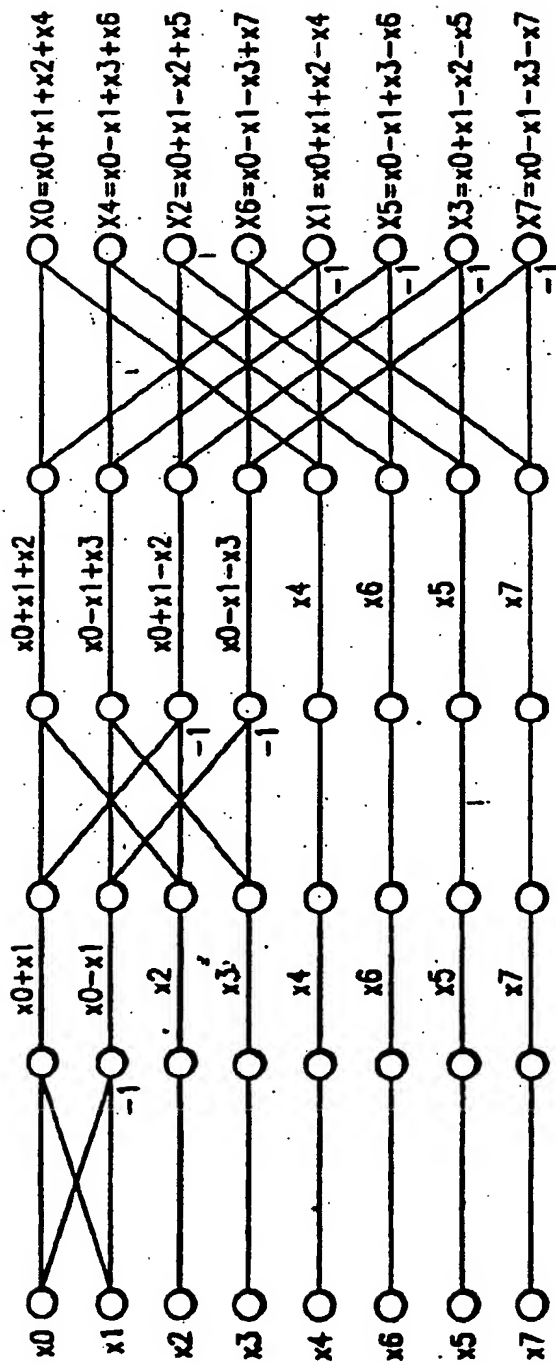 x0
x1
x2
x3
x4
x6
x5
x7
-1
x0+x1
x0-x1
x2
x3
x4
x6
x5
x7
-1
-1
x0+x1+x2
x0-x1+x3
x0+x1-x2
x0-x1-x3
x4
x6
x5
x7
-1
-1
-1
-1
X0=x0+x1+x2+x4
X4=x0-x1+x3+x6
X2=x0+x1-x2+x5
X6=x0-x1-x3+x7
X1=x0+x1+x2-x4
X5=x0-x1+x3-x6
X3=x0+x1-x2-x5
X7=x0-x1-x3-x7